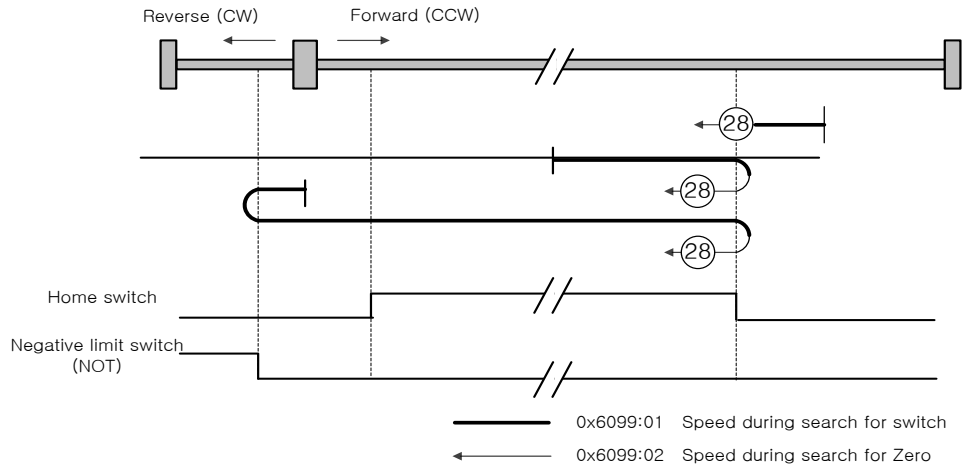 Reverse (CW)
Forward (CCW)
28
28
28
Home switch
Negative limit switch
(NOT)
0x6099:01 Speed during search for switch
0x6099:02 Speed during search for Zero